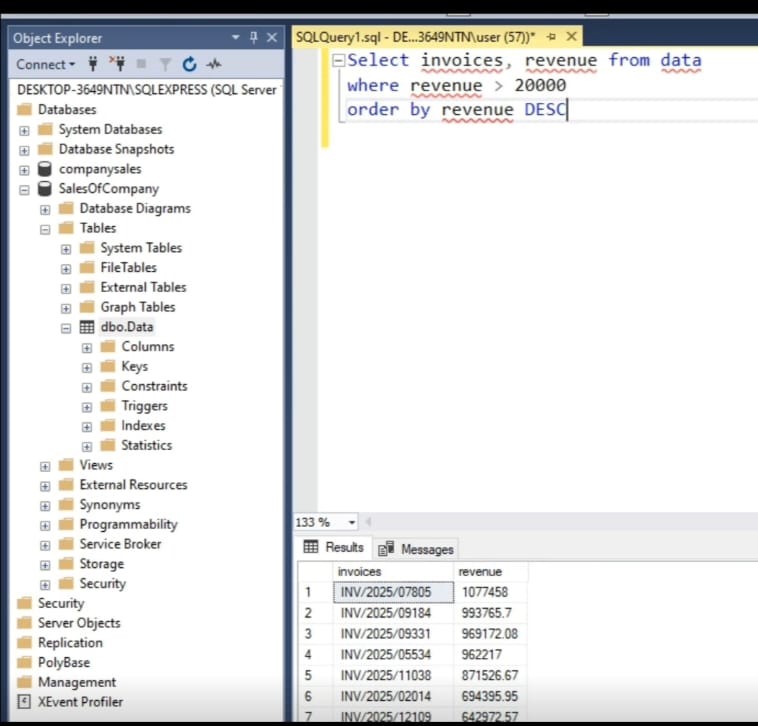 Object Explorer
Connect
DESKTOP-3649NTN\SQLEXPRESS (SQL Server
Databases
System Databases
Database Snapshots
companysales
SalesOfCompany
Database Diagrams
Tables
System Tables
FileTables
External Tables
Graph Tables
dbo.Data
Columns
Keys
Constraints
Triggers
Indexes
Statistics
Views
External Resources
Synonyms
Programmability
Service Broker
Storage
Security
Security
Server Objects
Replication
PolyBase
Management
XEvent Profiler
SQLQuery1.sql - DE...3649NTN\user (57))*
Select invoices, revenue from data
where revenue > 20000
order by revenue DESC
133 %
Results Messages
invoices revenue
1 INV/2025/07805 1077458
2 INV/2025/09184 993765.7
3 INV/2025/09331 969172.08
4 INV/2025/05534 962217
5 INV/2025/11038 871526.67
6 INV/2025/02014 694395.95
7 INV/2025/12109 642972.57